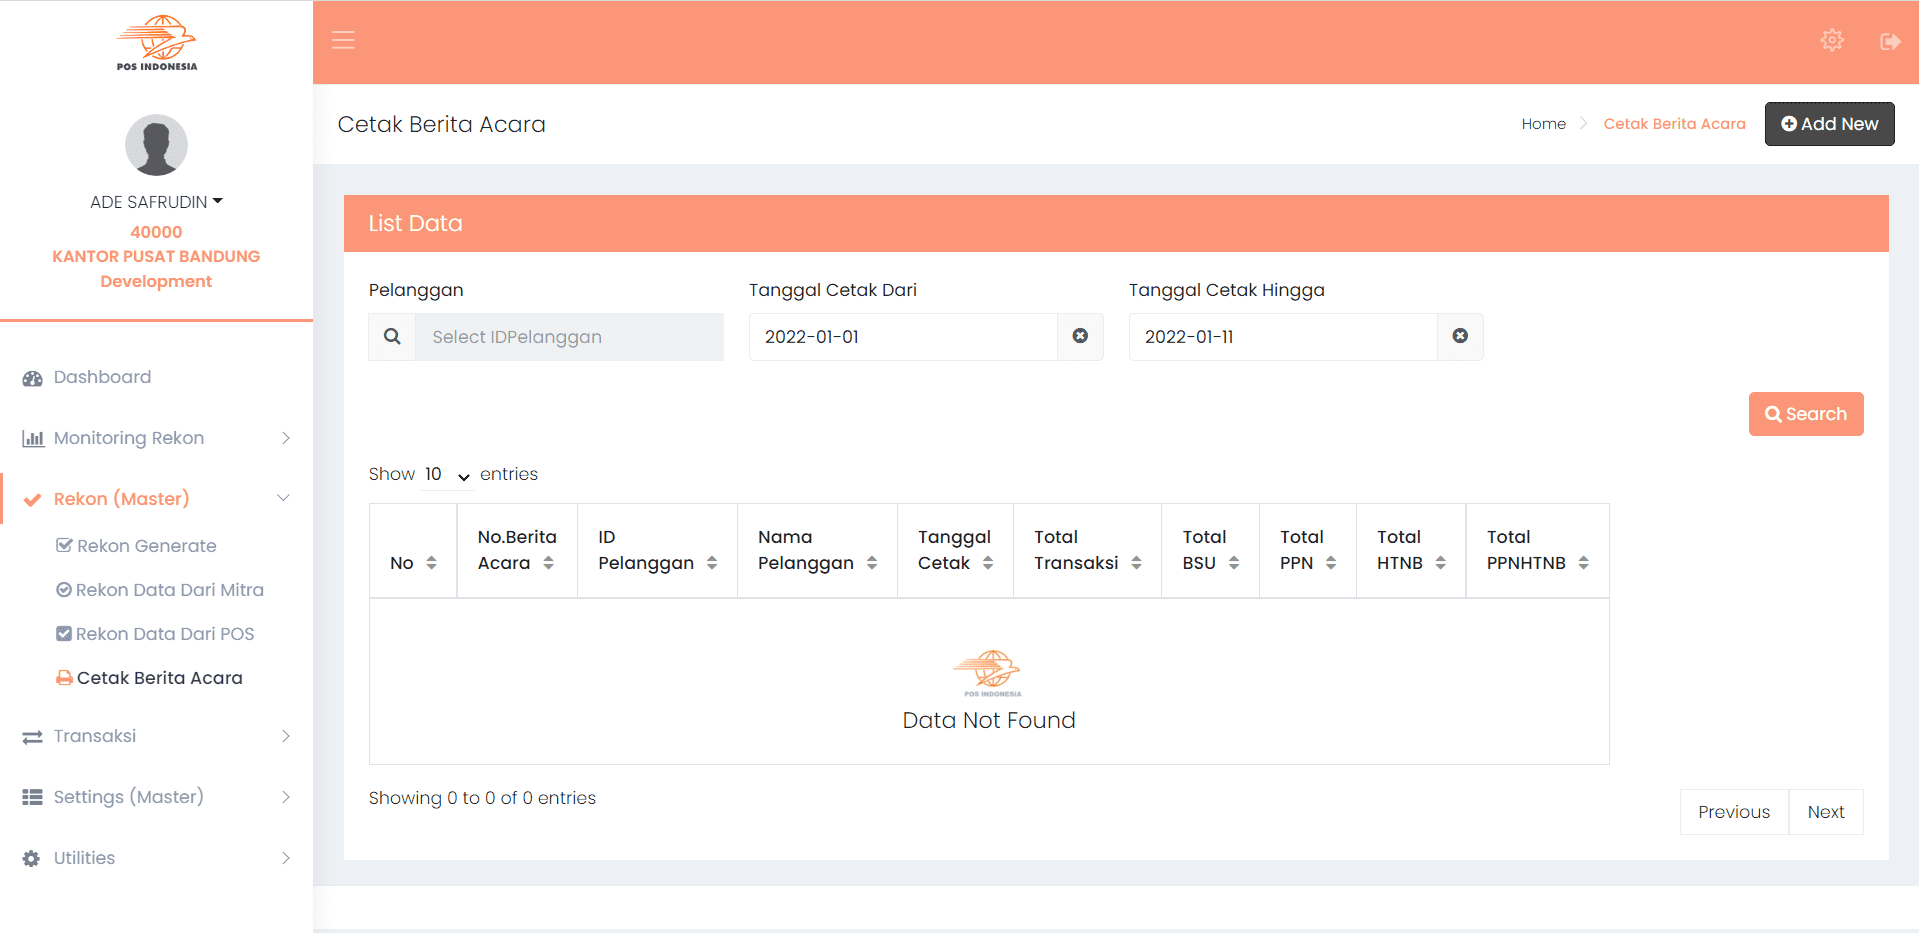 POS INDONESIA
ADE SAFRUDIN
40000
KANTOR PUSAT BANDUNG
Development
Dashboard
Monitoring Rekon
Rekon (Master)
Rekon Generate
Rekon Data Dari Mitra
Rekon Data Dari POS
Cetak Berita Acara
Transaksi
Settings (Master)
Utilities
Cetak Berita Acara
Home
Cetak Berita Acara
Add New
List Data
Pelanggan
Select IDPelanggan
Tanggal Cetak Dari
2022-01-01
Tanggal Cetak Hingga
2022-01-11
Search
Show 10 entries
No
No.Berita
Acara
ID
Pelanggan
Nama
Pelanggan
Tanggal
Cetak
Total
Transaksi
Total
BSU
Total
PPN
Total
HTNB
Total
PPNHTNB
POS INDONESIA
Data Not Found
Showing 0 to 0 of 0 entries
Previous
Next